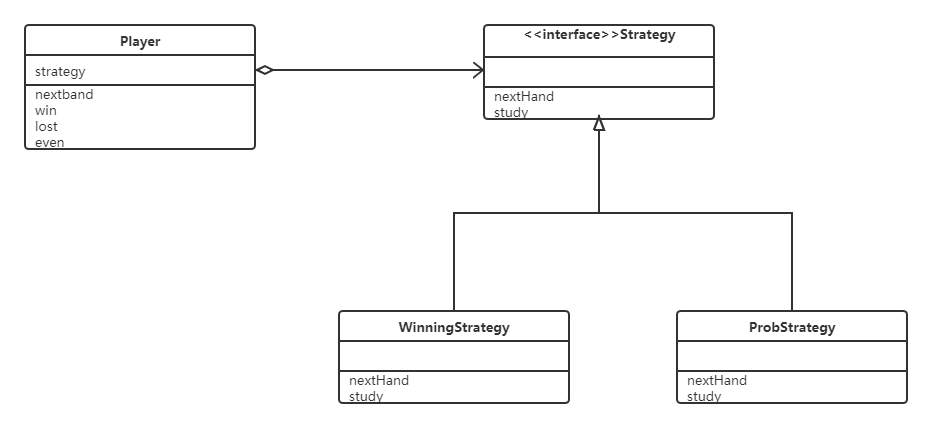 Player
strategy
nextband
win
lost
even
<<interface>>Strategy
nextHand
study
WinningStrategy
nextHand
study
ProbStrategy
nextHand
study